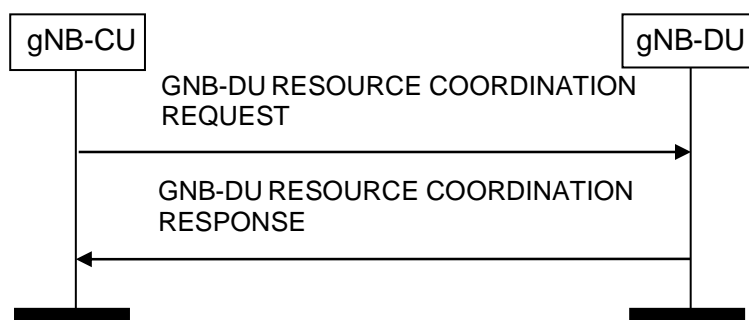 gNB-CU
gNB-DU
GNB-DU RESOURCE COORDINATION
REQUEST
GNB-DU RESOURCE COORDINATION
RESPONSE